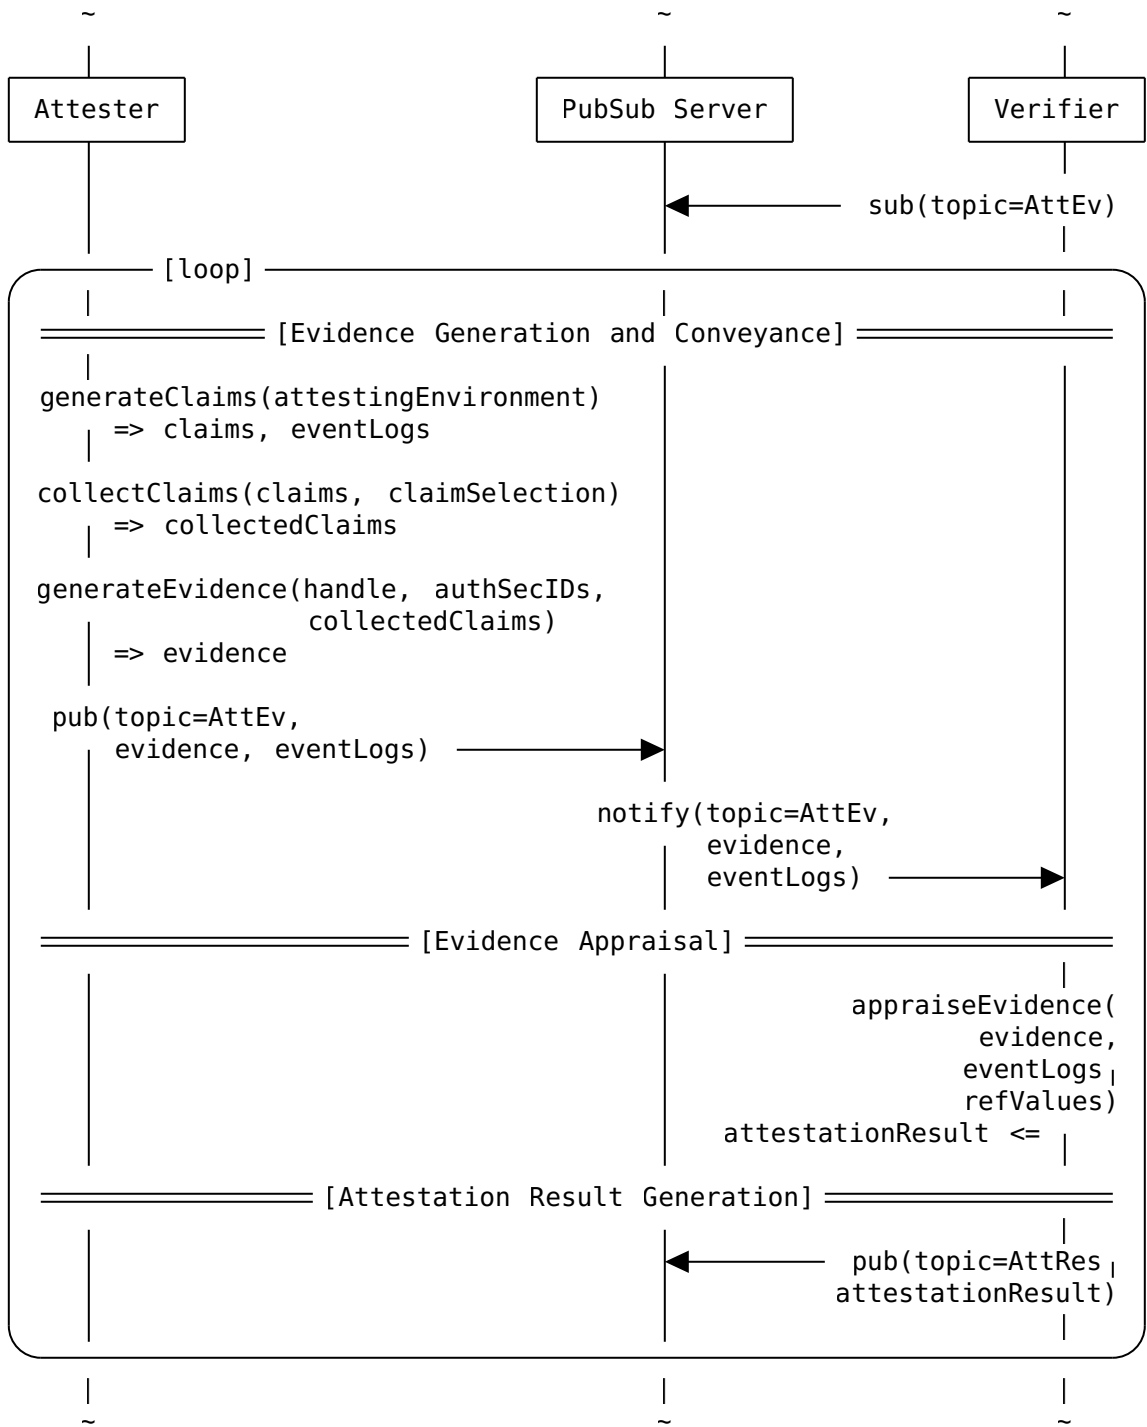 ~ ~ ~
Attester PubSub Server Verifier
sub(topic=AttEv)
[loop]
[Evidence Generation and Conveyance]
generateClaims(attestingEnvironment)
=> claims, eventLogs
collectClaims(claims, claimSelection)
=> collectedClaims
generateEvidence(handle, authSecIDs,
collectedClaims)
=> evidence
pub(topic=AttEv,
evidence, eventLogs)
notify(topic=AttEv,
evidence,
eventLogs)
[Evidence Appraisal]
appraiseEvidence(
evidence,
eventLogs
refValues)
attestationResult <=
[Attestation Result Generation]
pub(topic=AttRes
attestationResult)
~ ~ ~